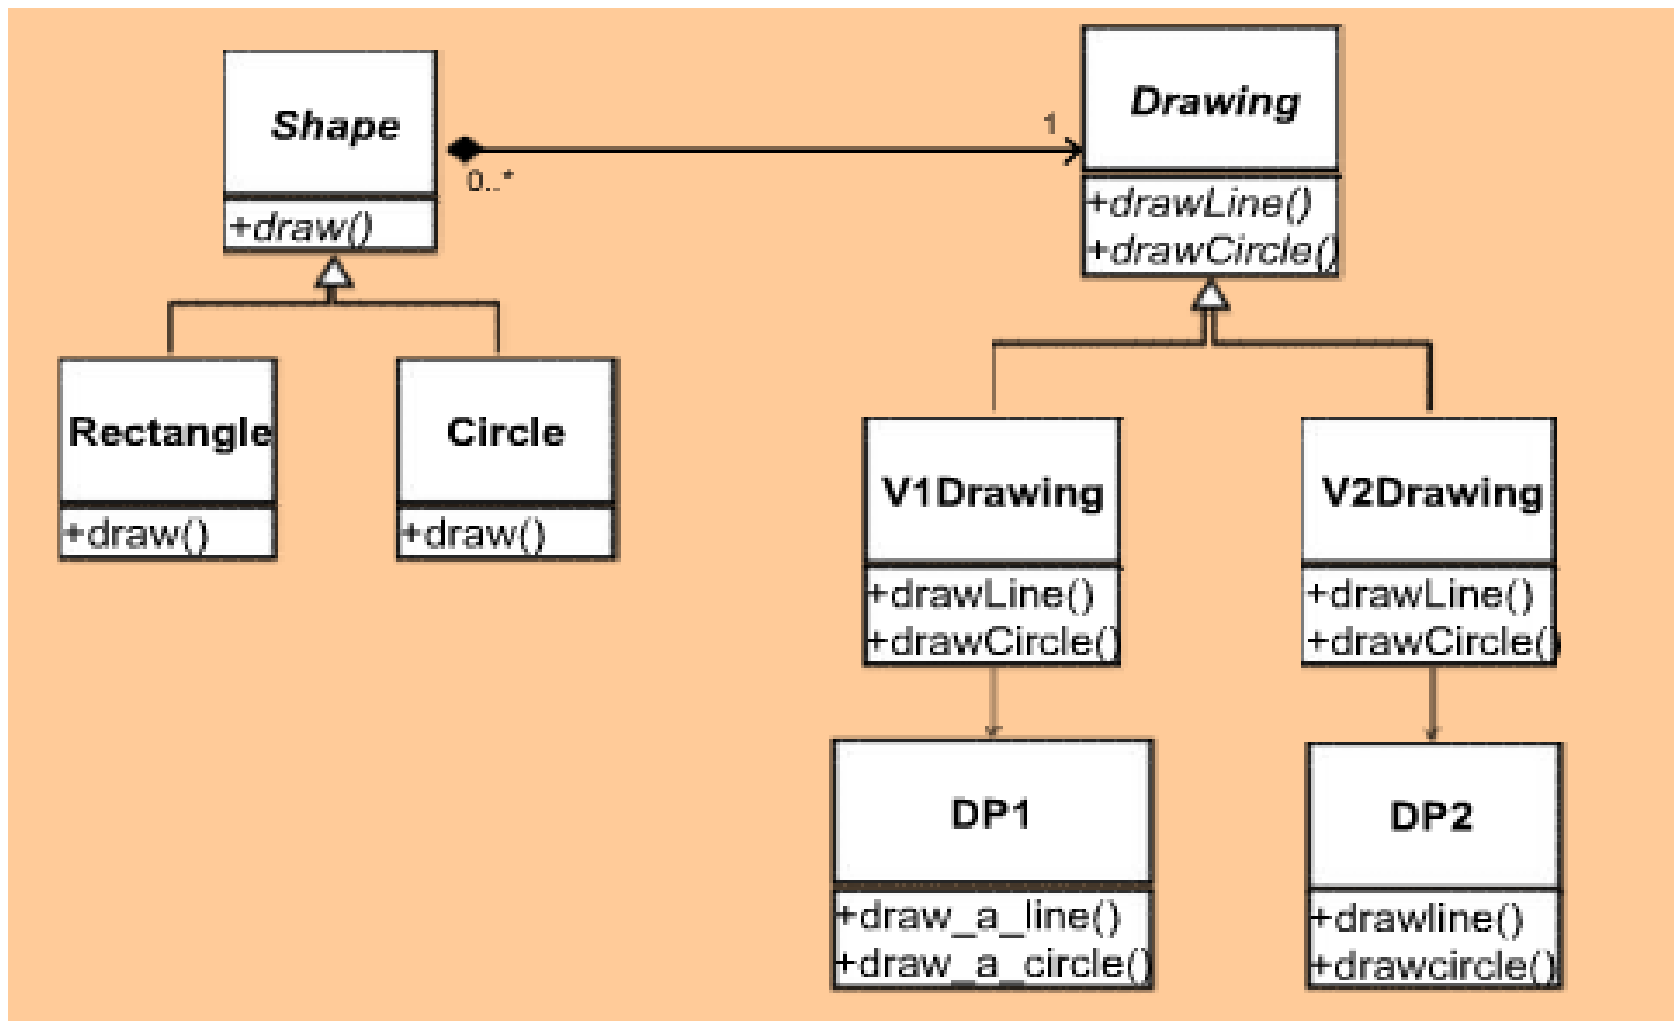 Shape
+draw()
0..*
1
Drawing
+drawLine()
+drawCircle()
Rectangle
+draw()
Circle
+draw()
V1Drawing
+drawLine()
+drawCircle()
V2Drawing
+drawLine()
+drawCircle()
DP1
+draw_a_line()
+draw_a_circle()
DP2
+drawline()
+drawcircle()